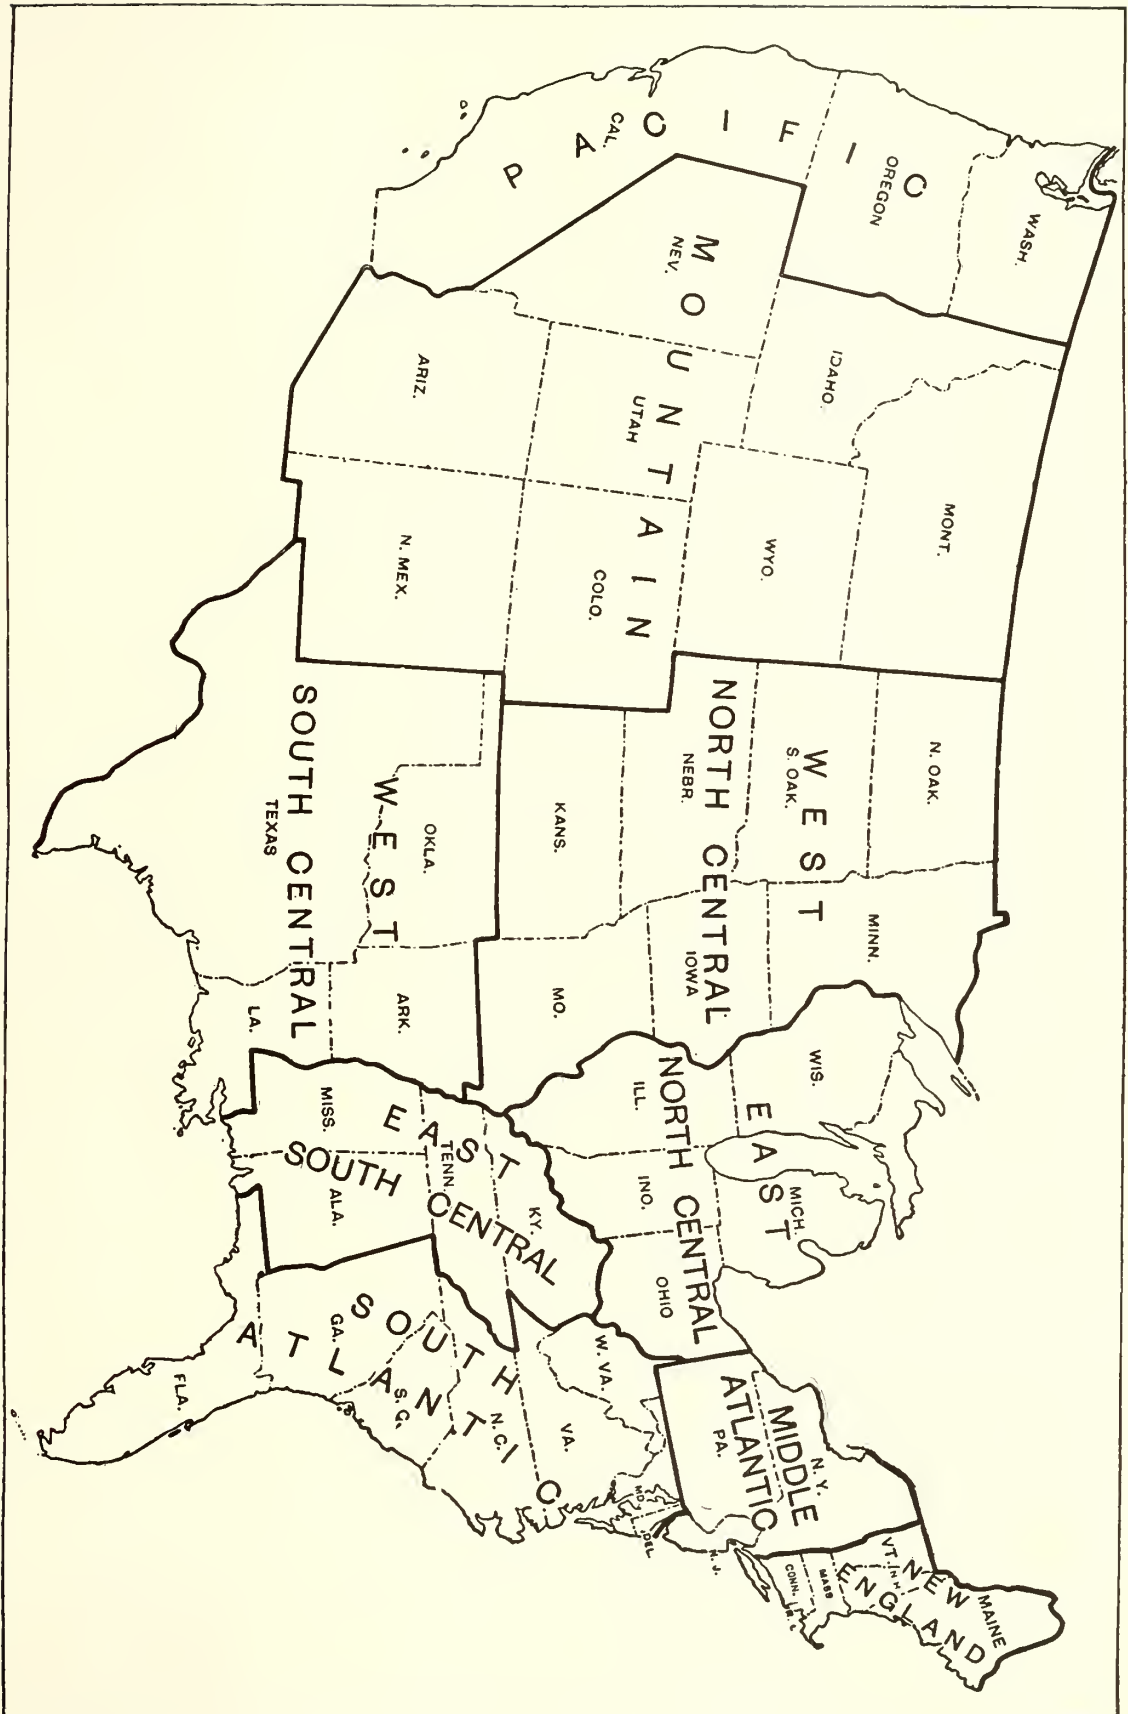 PACIFIC
WASH.
OREGON
CAL.
MOUNTAIN
MONT.
IDAHO.
WYO.
NEV.
UTAH
COLO.
ARIZ.
N. MEX.
WEST
NORTH CENTRAL
N. OAK.
S. OAK.
NEBR.
KANS.
MINN.
IOWA
MO.
WEST
SOUTH CENTRAL
OKLA.
TEXAS
ARK.
LA.
EAST
NORTH CENTRAL
WIS.
MICH.
ILL.
INO.
OHIO
EAST
SOUTH CENTRAL
KY.
TENN
MISS.
ALA.
SOUTH
ATLANTIC
W. VA.
VA.
MD.
DEL.
N.C.
S.C.
GA.
FLA.
MIDDLE
ATLANTIC
N. Y.
PA.
N. J.
NEW
ENGLAND
MAINE
VT.
N H
MASS
CONN.